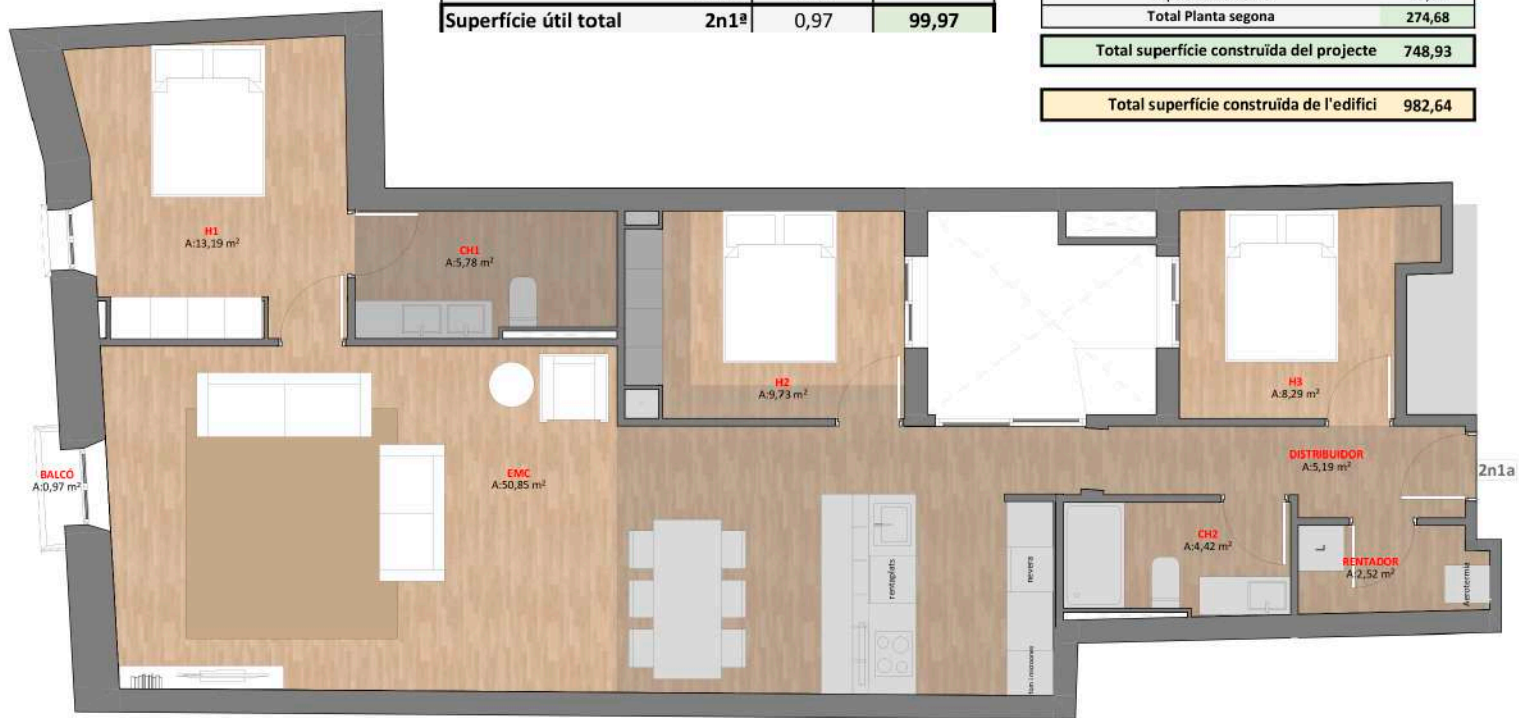 Superfície útil total 2n1ª 0,97 99,97
Total Planta segona 274,68
Total superfície construïda del projecte 748,93
Total superfície construïda de l'edifici 982,64
H1
A:13,19 m²
CH1
A:5,78 m²
H2
A:9,73 m²
H3
A:8,29 m²
BALCÓ
A:0,97 m²
EMC
A:50,85 m²
DISTRIBUIDOR
A:5,19 m²
2n1a
CH2
A:4,42 m²
L
RENTADOR
A:2,52 m²
Aerotermia
rentaplats
nevera